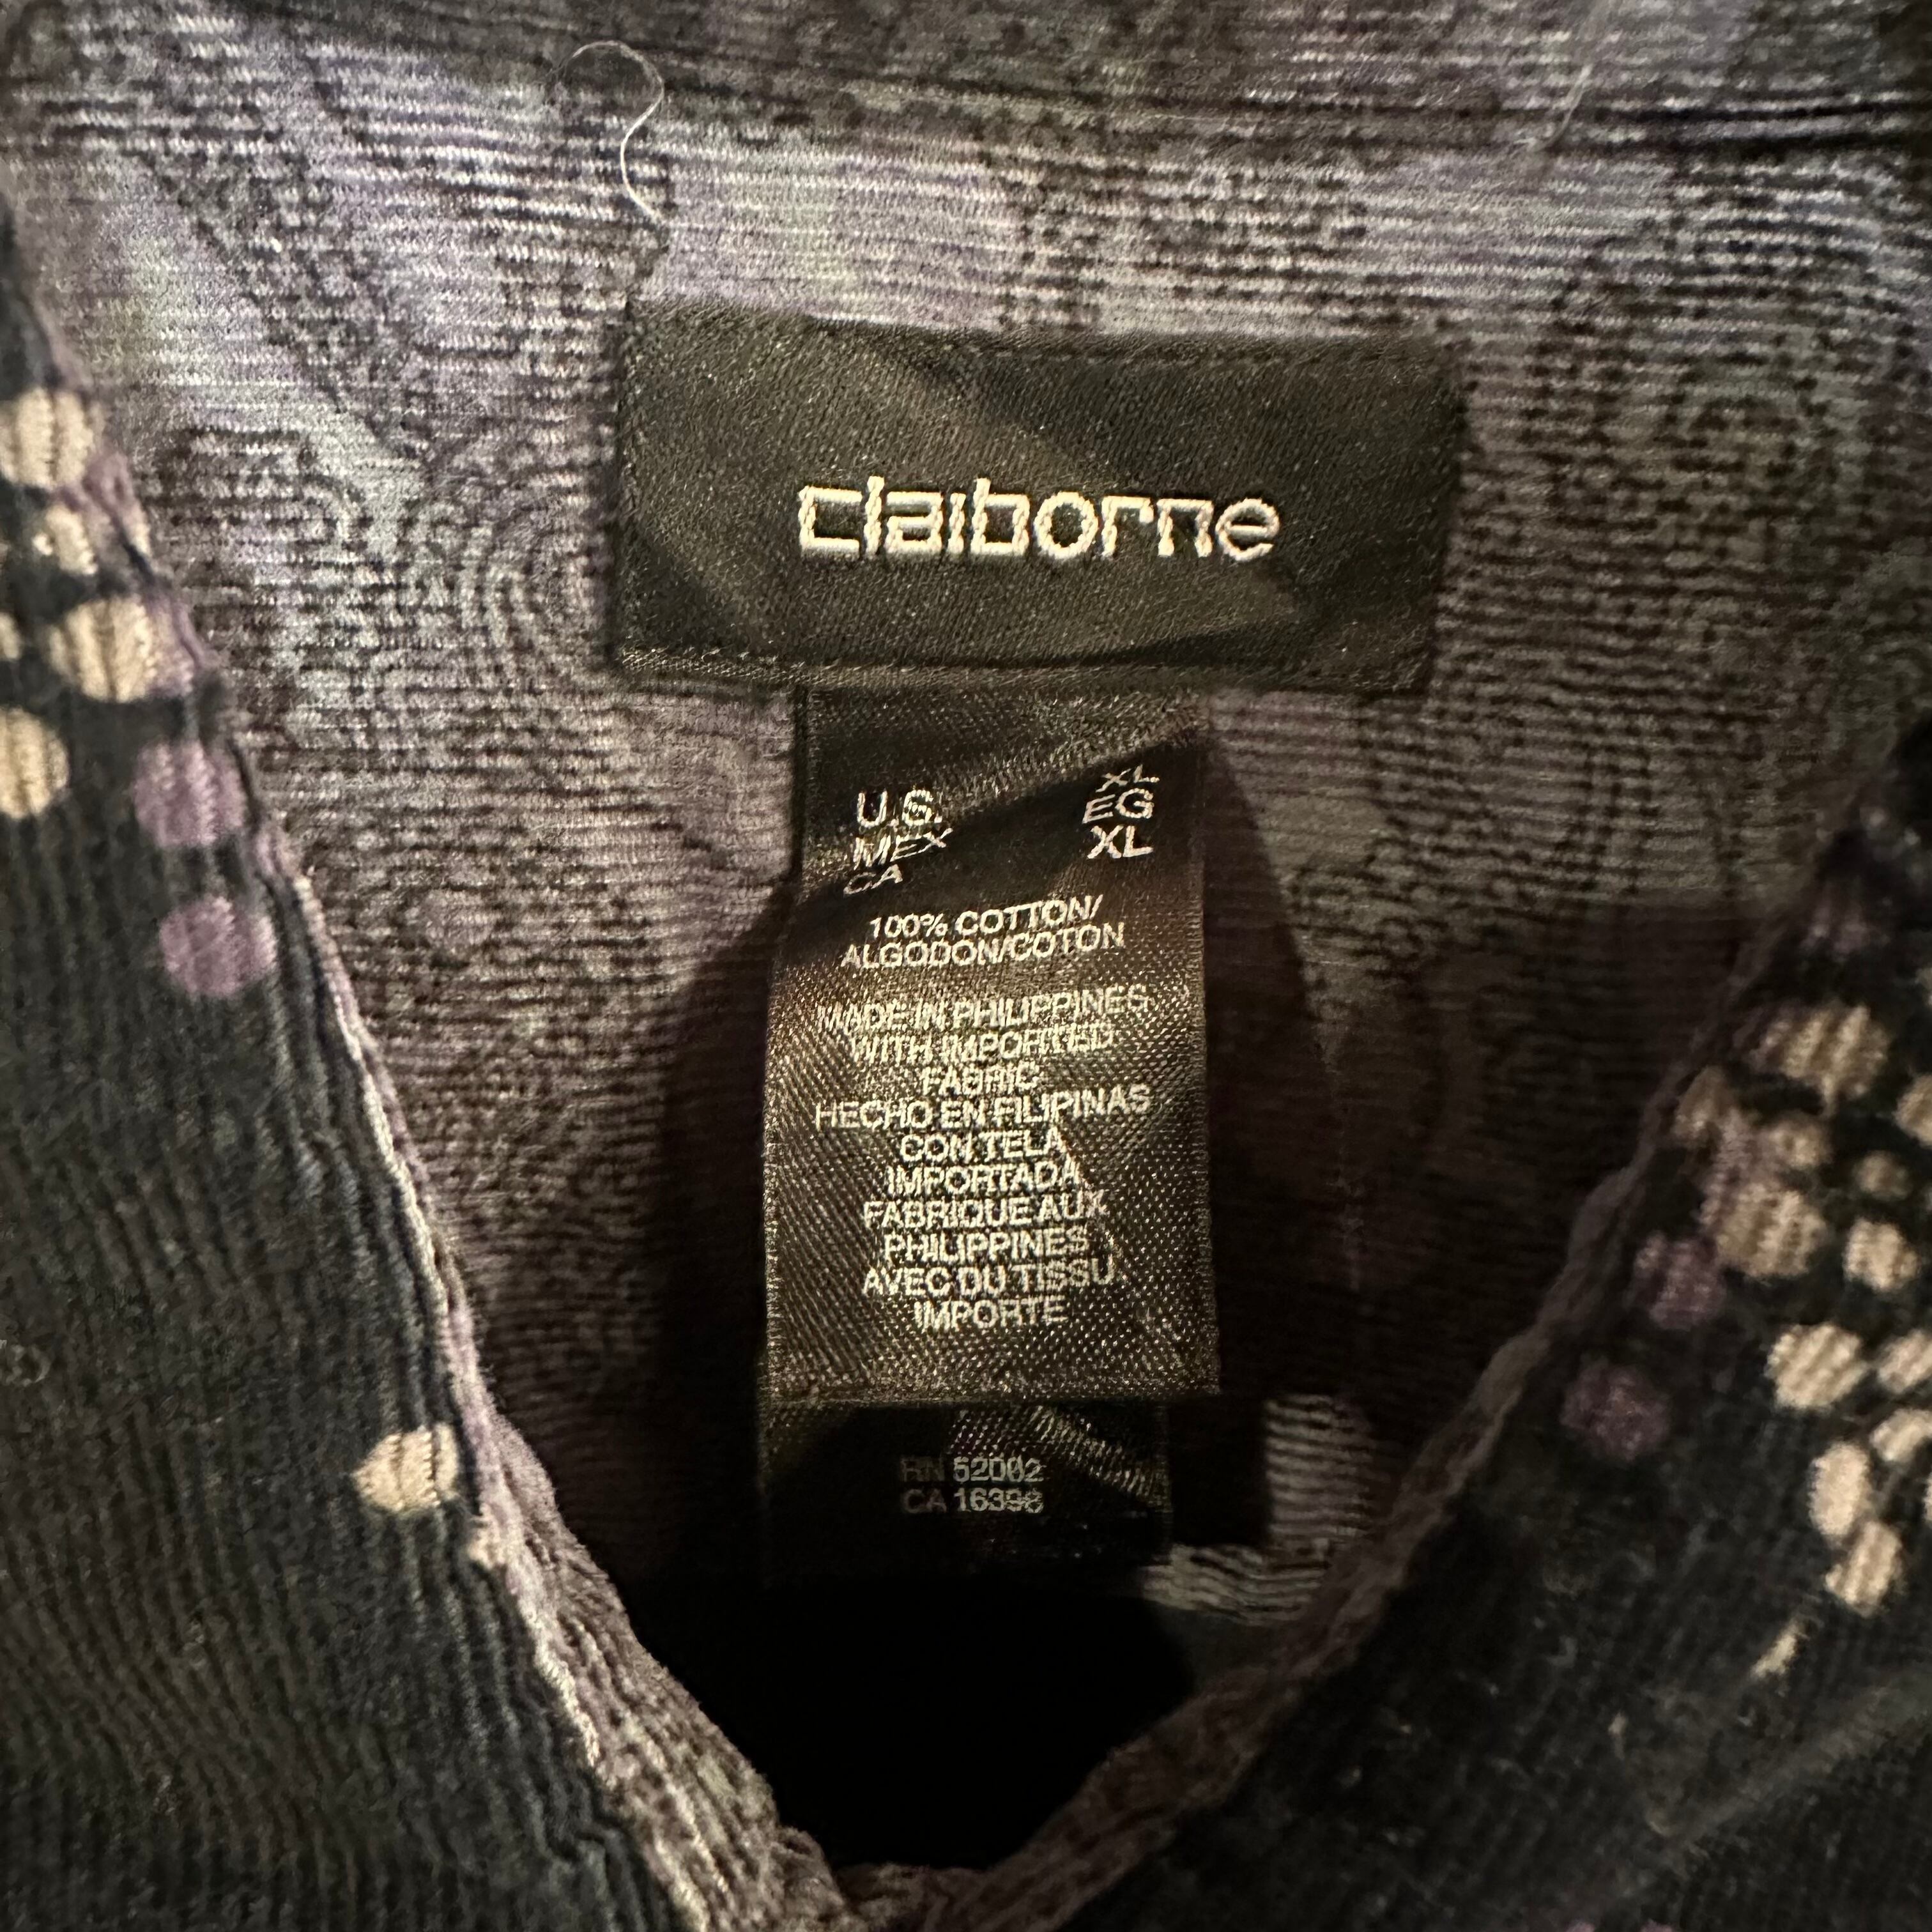 claiborne
U.S. XL
MEX EG
CA XL
100% COTTON/
ALGODON/COTON
MADE IN PHILIPPINES
WITH IMPORTED
FABRIC
HECHO EN FILIPINAS
CON TELA
IMPORTADA
FABRIQUE AUX
PHILIPPINES
AVEC DU TISSU
IMPORTE
RN 52002
CA 16398